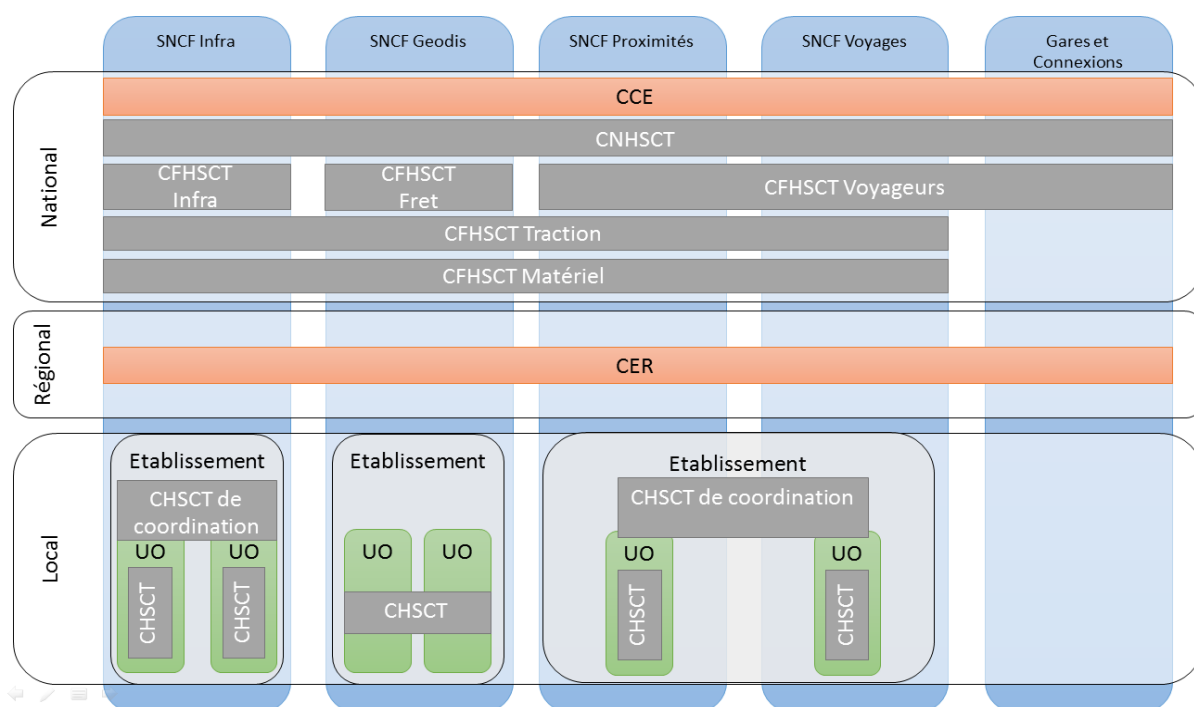 SNCF Infra
SNCF Geodis
SNCF Proximités
SNCF Voyages
Gares et
Connexions
National
CCE
CNHSCT
CFHSCT
Infra
CFHSCT
Fret
CFHSCT Voyageurs
CFHSCT Traction
CFHSCT Matériel
Régional
CER
Local
Etablissement
CHSCT de
coordination
UO
UO
CHSCT
CHSCT
Etablissement
UO
UO
CHSCT
Etablissement
CHSCT de coordination
UO
UO
CHSCT
CHSCT